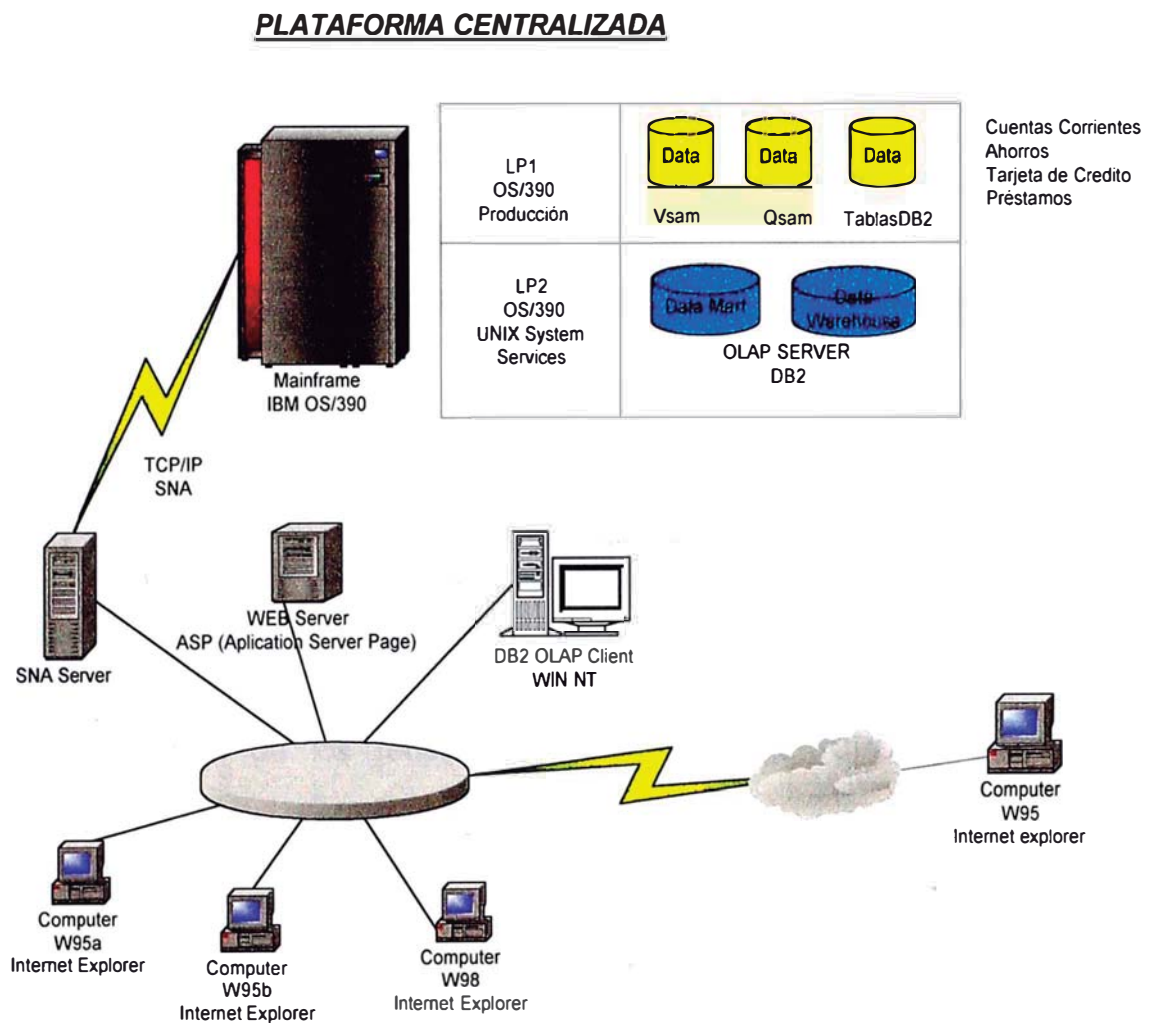 PLATAFORMA CENTRALIZADA
LP1
OS/390
Producción
Data
Data
Data
Vsam
Qsam
TablasDB2
Cuentas Corrientes
Ahorros
Tarjeta de Credito
Préstamos
LP2
OS/390
UNIX System
Services
Data Mart
Data
Warehouse
OLAP SERVER
DB2
Mainframe
IBM OS/390
TCP/IP
SNA
SNA Server
WEB Server
ASP (Aplication Server Page)
DB2 OLAP Client
WIN NT
Computer
W95
Internet explorer
Computer
W95a
Internet Explorer
Computer
W95b
Internet Explorer
Computer
W98
Internet Explorer